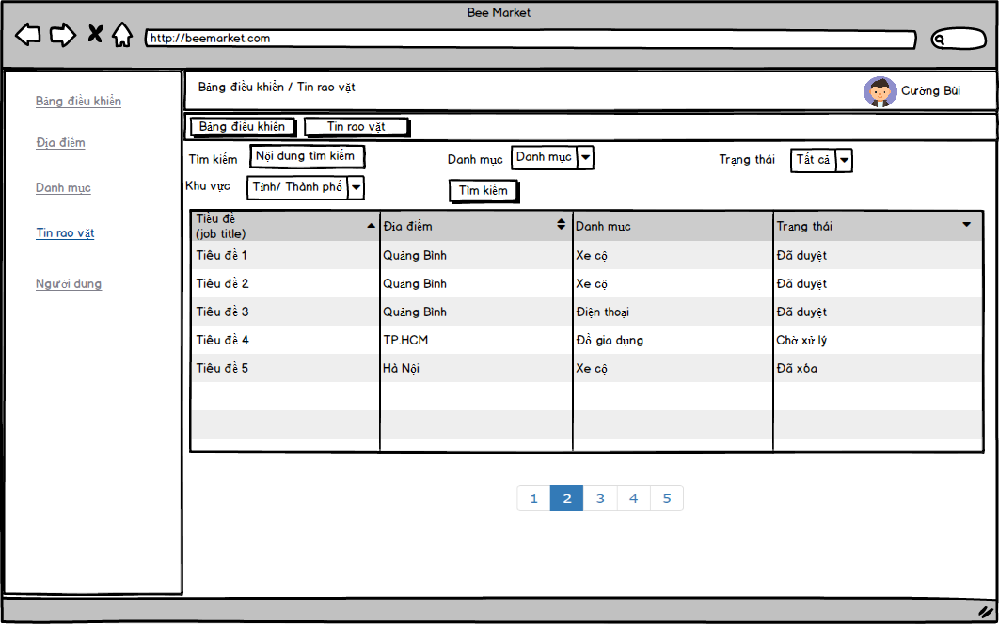 Bee Market
http://beemarket.com
Bảng điều khiển
Địa điểm
Danh mục
Tin rao vặt
Người dung
Bảng điều khiển / Tin rao vặt
Cường Bùi
Bảng điều khiển
Tin rao vặt
Tìm kiếm
Nội dung tìm kiếm
Danh mục
Danh mục
Trạng thái
Tất cả
Khu vực
Tỉnh/ Thành phố
Tìm kiếm
Tiều đề
(job title)
Địa điểm
Danh mục
Trạng thái
Tiêu đề 1
Quảng Bình
Xe cộ
Đã duyệt
Tiêu đề 2
Quảng Bình
Xe cộ
Đã duyệt
Tiêu đề 3
Quảng Bình
Điện thoại
Đã duyệt
Tiêu đề 4
TP.HCM
Đồ gia dụng
Chờ xử lý
Tiêu đề 5
Hà Nội
Xe cộ
Đã xóa
1 2 3 4 5